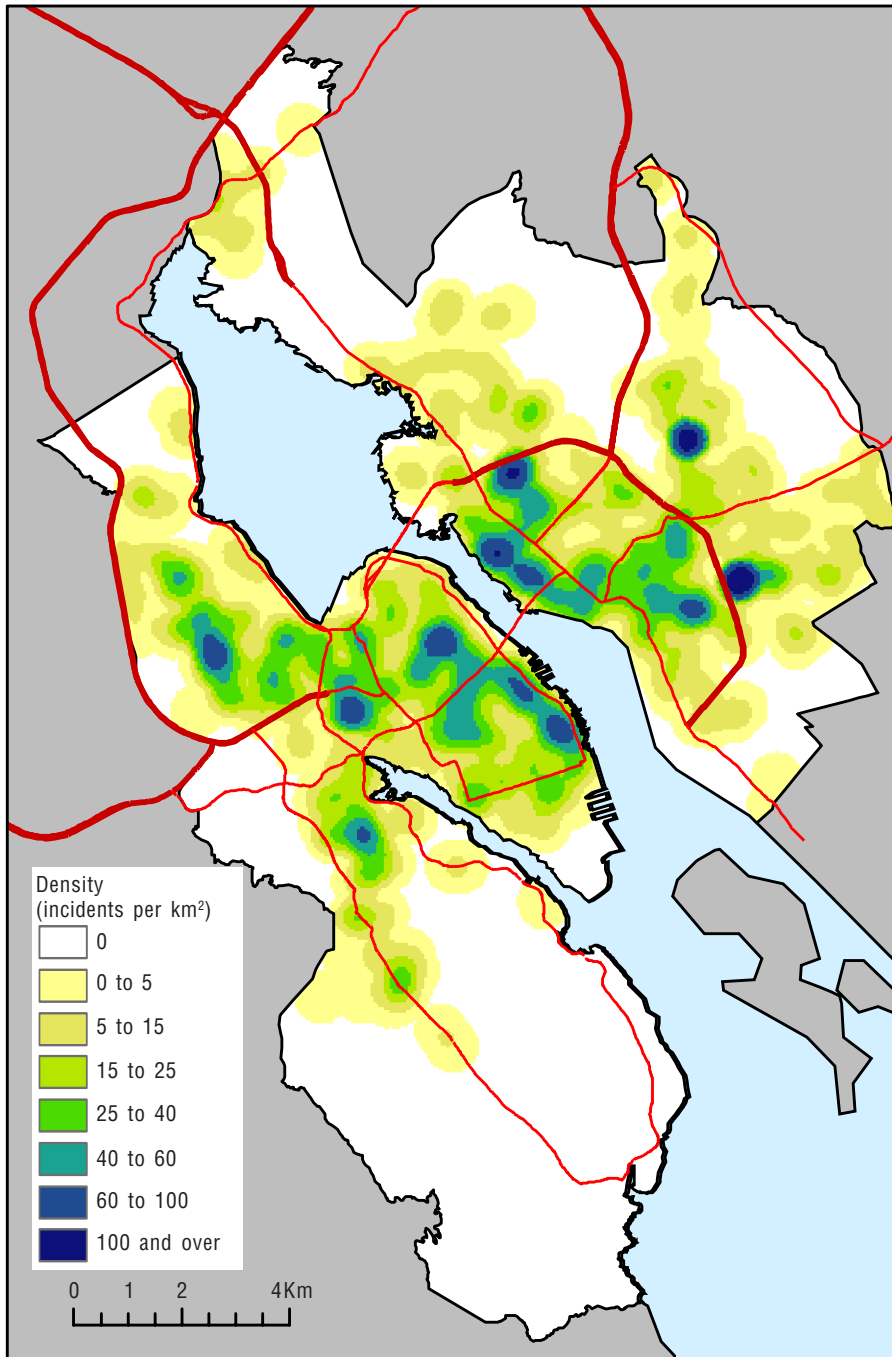 Density
(incidents per km²)
0
0 to 5
5 to 15
15 to 25
25 to 40
40 to 60
60 to 100
100 and over
0 1 2 4Km